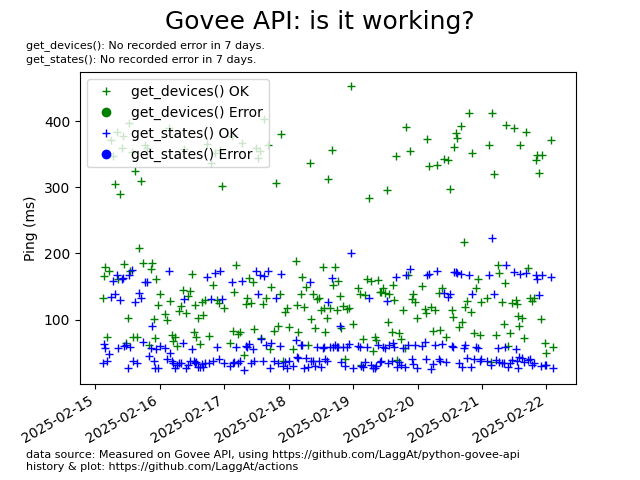 Govee API: is it working?
get_devices(): No recorded error in 7 days.
get_states(): No recorded error in 7 days.
get_devices() OK
get_devices() Error
get_states() OK
get_states() Error
Ping (ms)
400
300
200
100
2025-02-15
2025-02-16
2025-02-17
2025-02-18
2025-02-19
2025-02-20
2025-02-21
2025-02-22
data source: Measured on Govee API, using https://github.com/LaggAt/python-govee-api
history & plot: https://github.com/LaggAt/actions